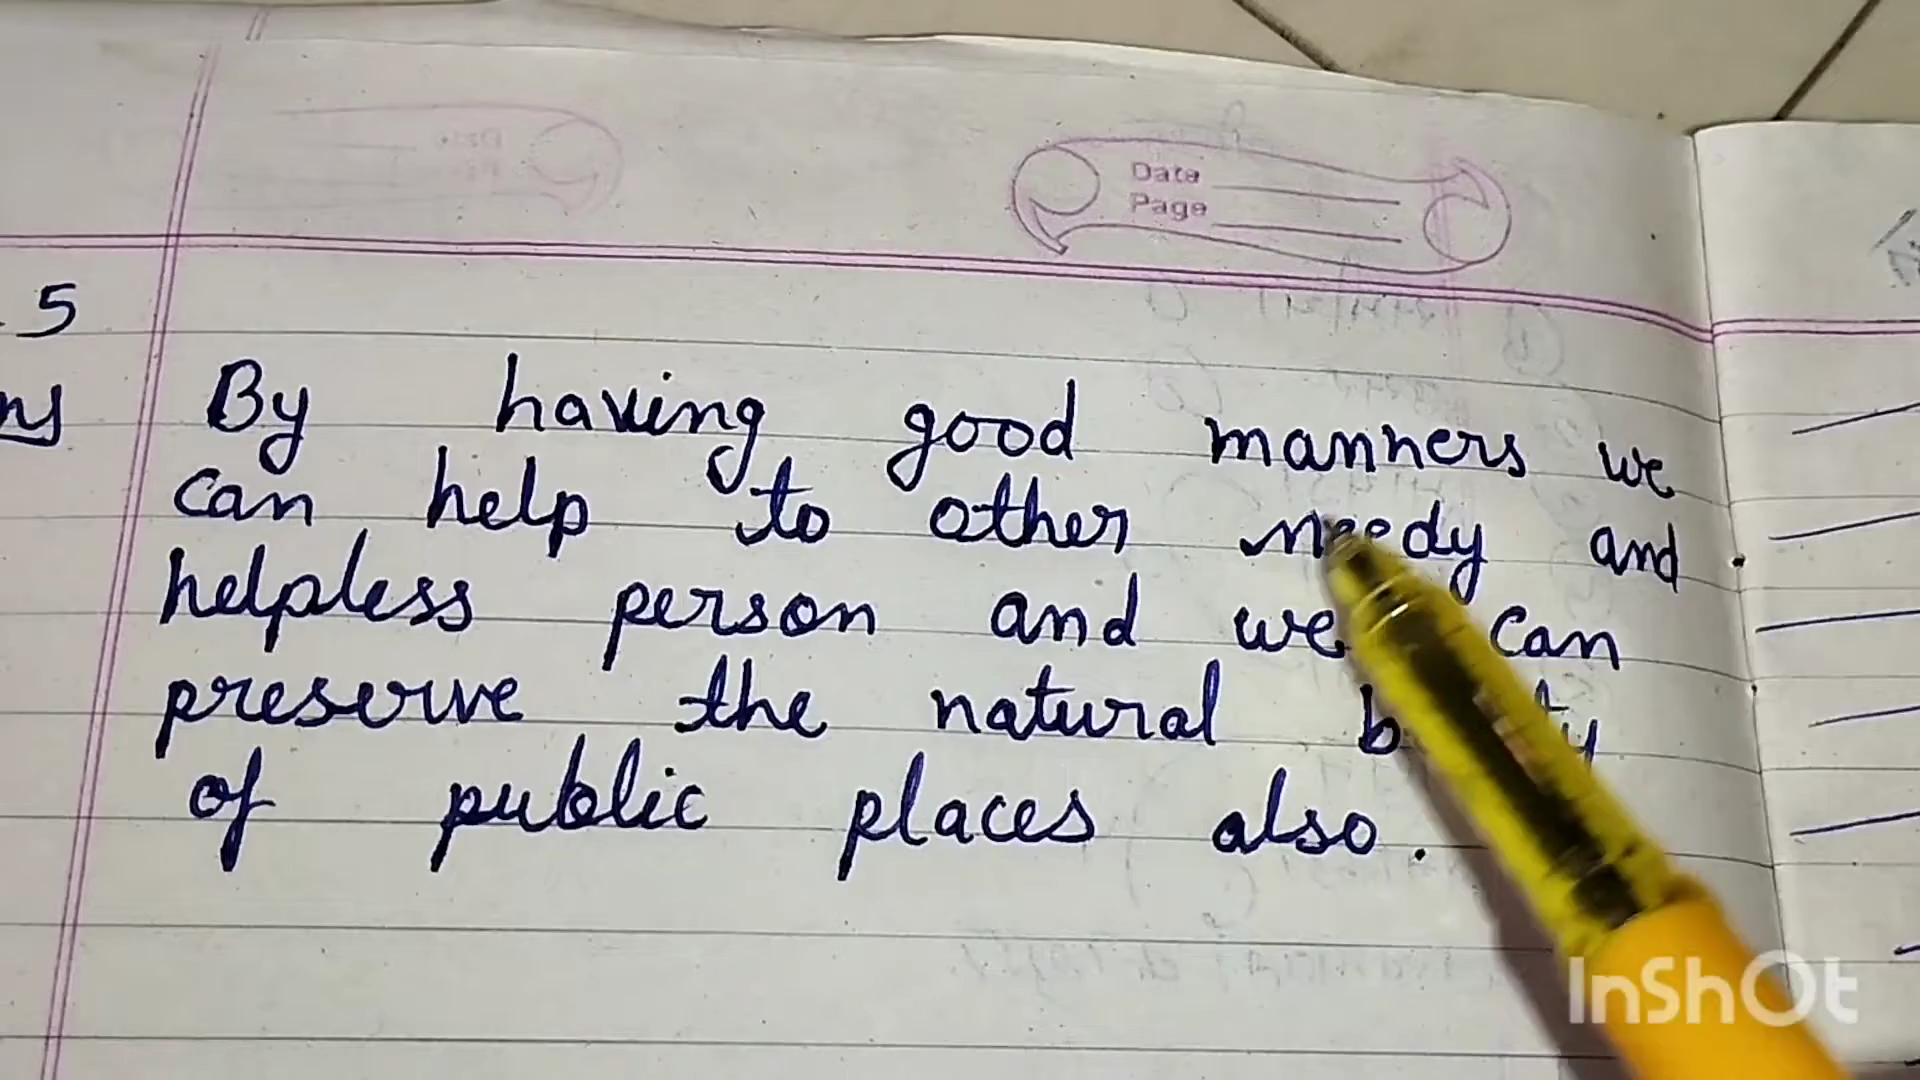 Date
Page
. 5
ns By having good manners we
can help to other needy and
helpless person and we can
preserve the natural
of public places also.
InShOt